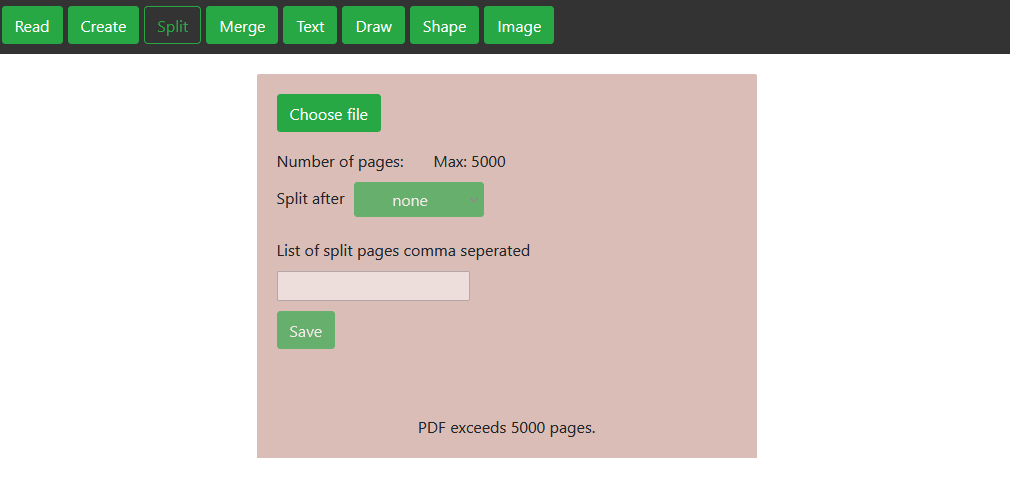 Read Create Split Merge Text Draw Shape Image
Choose file
Number of pages: Max: 5000
Split after none
List of split pages comma seperated
Save
PDF exceeds 5000 pages.